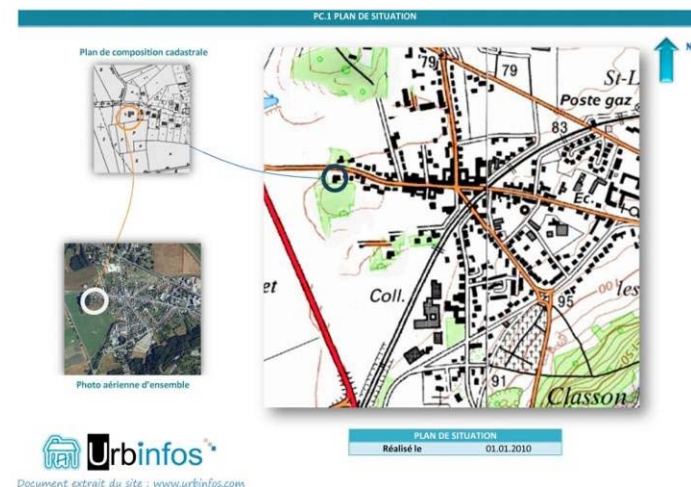 PC.1 PLAN DE SITUATION
Plan de composition cadastrale
N
79
79
St-L
Poste gaz
83
Ec.
et
Coll.
95
les
91
Classon
Photo aérienne d'ensemble
PLAN DE SITUATION
Réalisé le 01.01.2010
Urbinfos
Document extrait du site : www.urbinfos.com